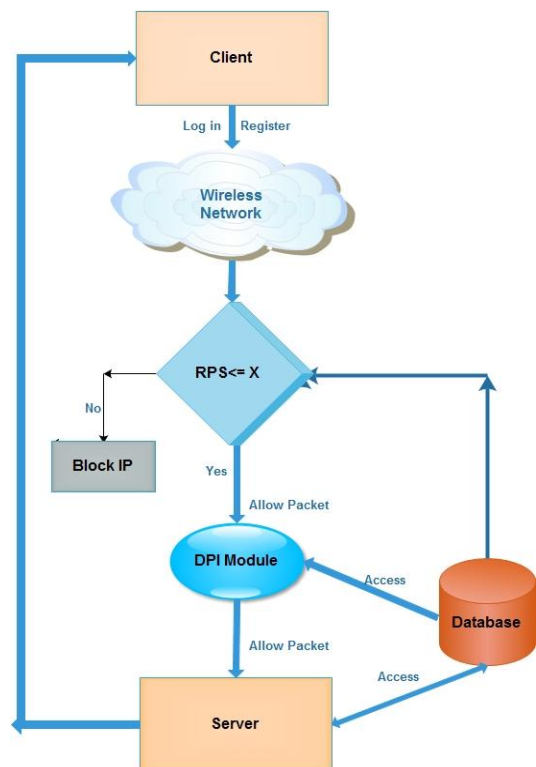 Client
Log in Register
Wireless
Network
RPS<= X
No
Block IP
Yes
Allow Packet
DPI Module
Access
Database
Allow Packet
Access
Server